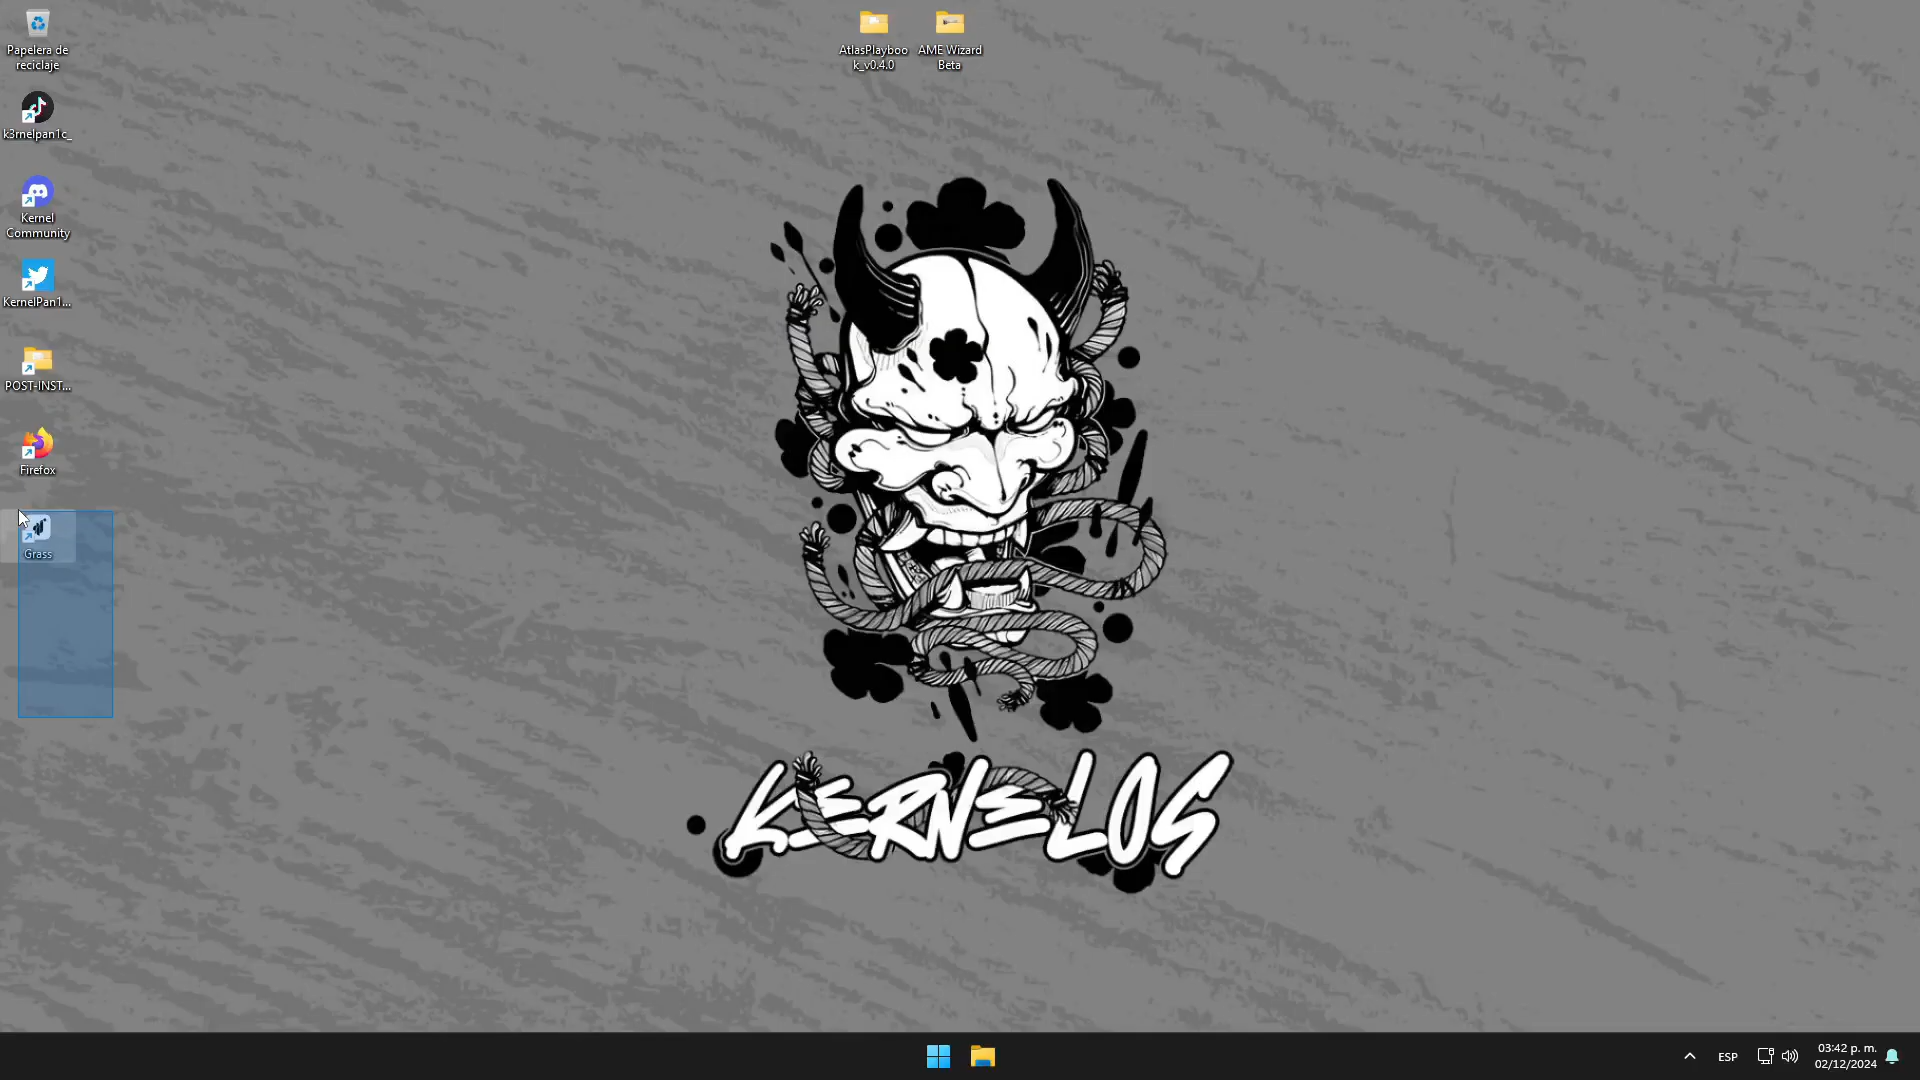 Papelera de
reciclaje
AtlasPlayboo
k_v0.4.0
AME Wizard
Beta
k3rnelpan1c_
Kernel
Community
KernelPan1...
POST-INST...
Firefox
Grass
KERNELOS
ESP
03:42 p. m.
02/12/2024